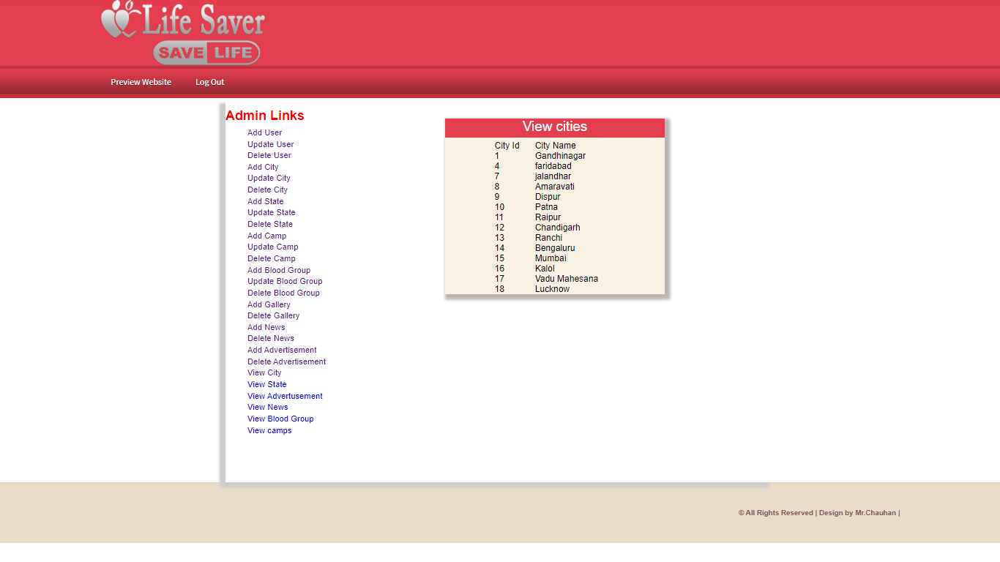 Life Saver
SAVE LIFE
Preview Website Log Out
Admin Links
Add User
Update User
Delete User
Add City
Update City
Delete City
Add State
Update State
Delete State
Add Camp
Update Camp
Delete Camp
Add Blood Group
Update Blood Group
Delete Blood Group
Add Gallery
Delete Gallery
Add News
Delete News
Add Advertisement
Delete Advertisement
View City
View State
View Advertusement
View News
View Blood Group
View camps
View cities
City Id City Name
1 Gandhinagar
4 faridabad
7 jalandhar
8 Amaravati
9 Dispur
10 Patna
11 Raipur
12 Chandigarh
13 Ranchi
14 Bengaluru
15 Mumbai
16 Kalol
17 Vadu Mahesana
18 Lucknow
© All Rights Reserved | Design by Mr.Chauhan |